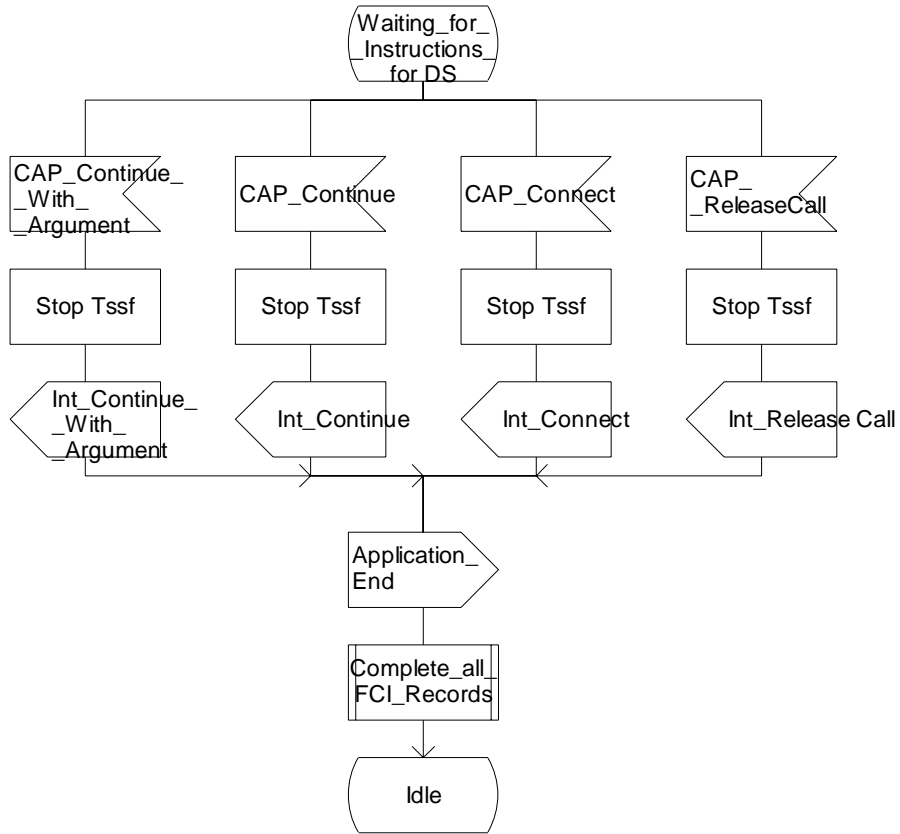 Waiting_for_
_Instructions_
for DS
CAP_Continue_
_With_
_Argument
CAP_Continue
CAP_Connect
CAP_
_ReleaseCall
Stop Tssf
Stop Tssf
Stop Tssf
Stop Tssf
Int_Continue_
_With_
_Argument
Int_Continue
Int_Connect
Int_Release Call
Application_
End
Complete_all_
FCI_Records
Idle